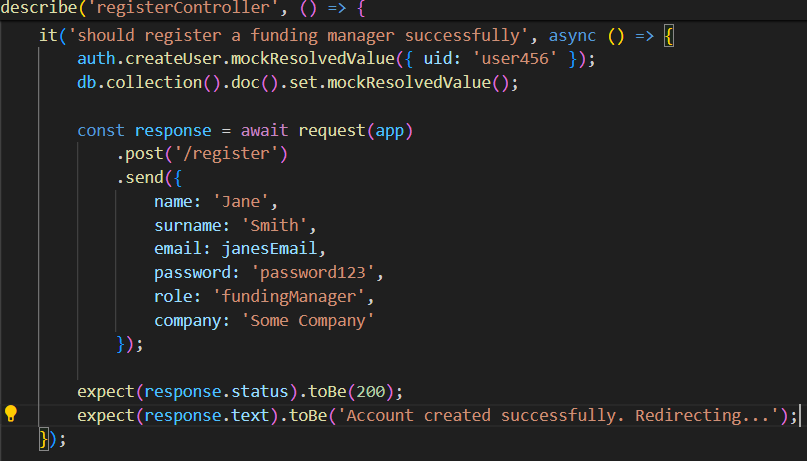 describe('registerController', () => {
    it('should register a funding manager successfully', async () => {
        auth.createUser.mockResolvedValue({ uid: 'user456' });
        db.collection().doc().set.mockResolvedValue();
        const response = await request(app)
            .post('/register')
            .send({
                name: 'Jane',
                surname: 'Smith',
                email: janesEmail,
                password: 'password123',
                role: 'fundingManager',
                company: 'Some Company'
            });
        expect(response.status).toBe(200);
        expect(response.text).toBe('Account created successfully. Redirecting...');
    });